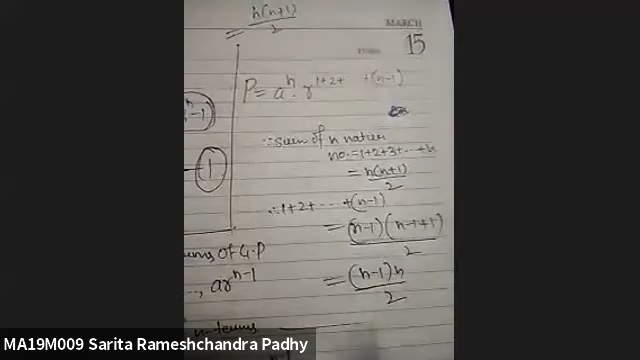 = n(n+1)/2
MARCH
15
P = a^n . r^1+2+ +(n-1)
n-1
∵ sum of n natur
no. = 1+2+3+...+n
= n(n+1)/2
1
∴ 1+2+ ... +(n-1)
= (n-1)(n-1+1)/2
of G.P
..., ar^n-1
= (n-1)n/2
n-terms
MA19M009 Sarita Rameshchandra Padhy